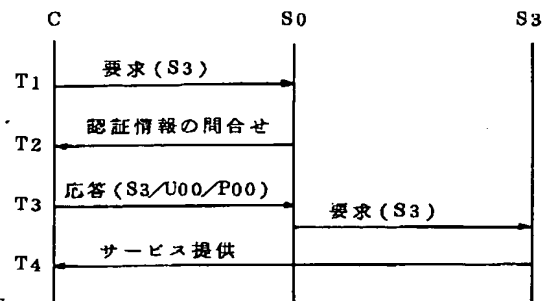 C S0 S3
T1 要求(S3)
T2 認証情報の問合せ
T3 応答(S3/U00/P00)
要求(S3)
T4 サービス提供